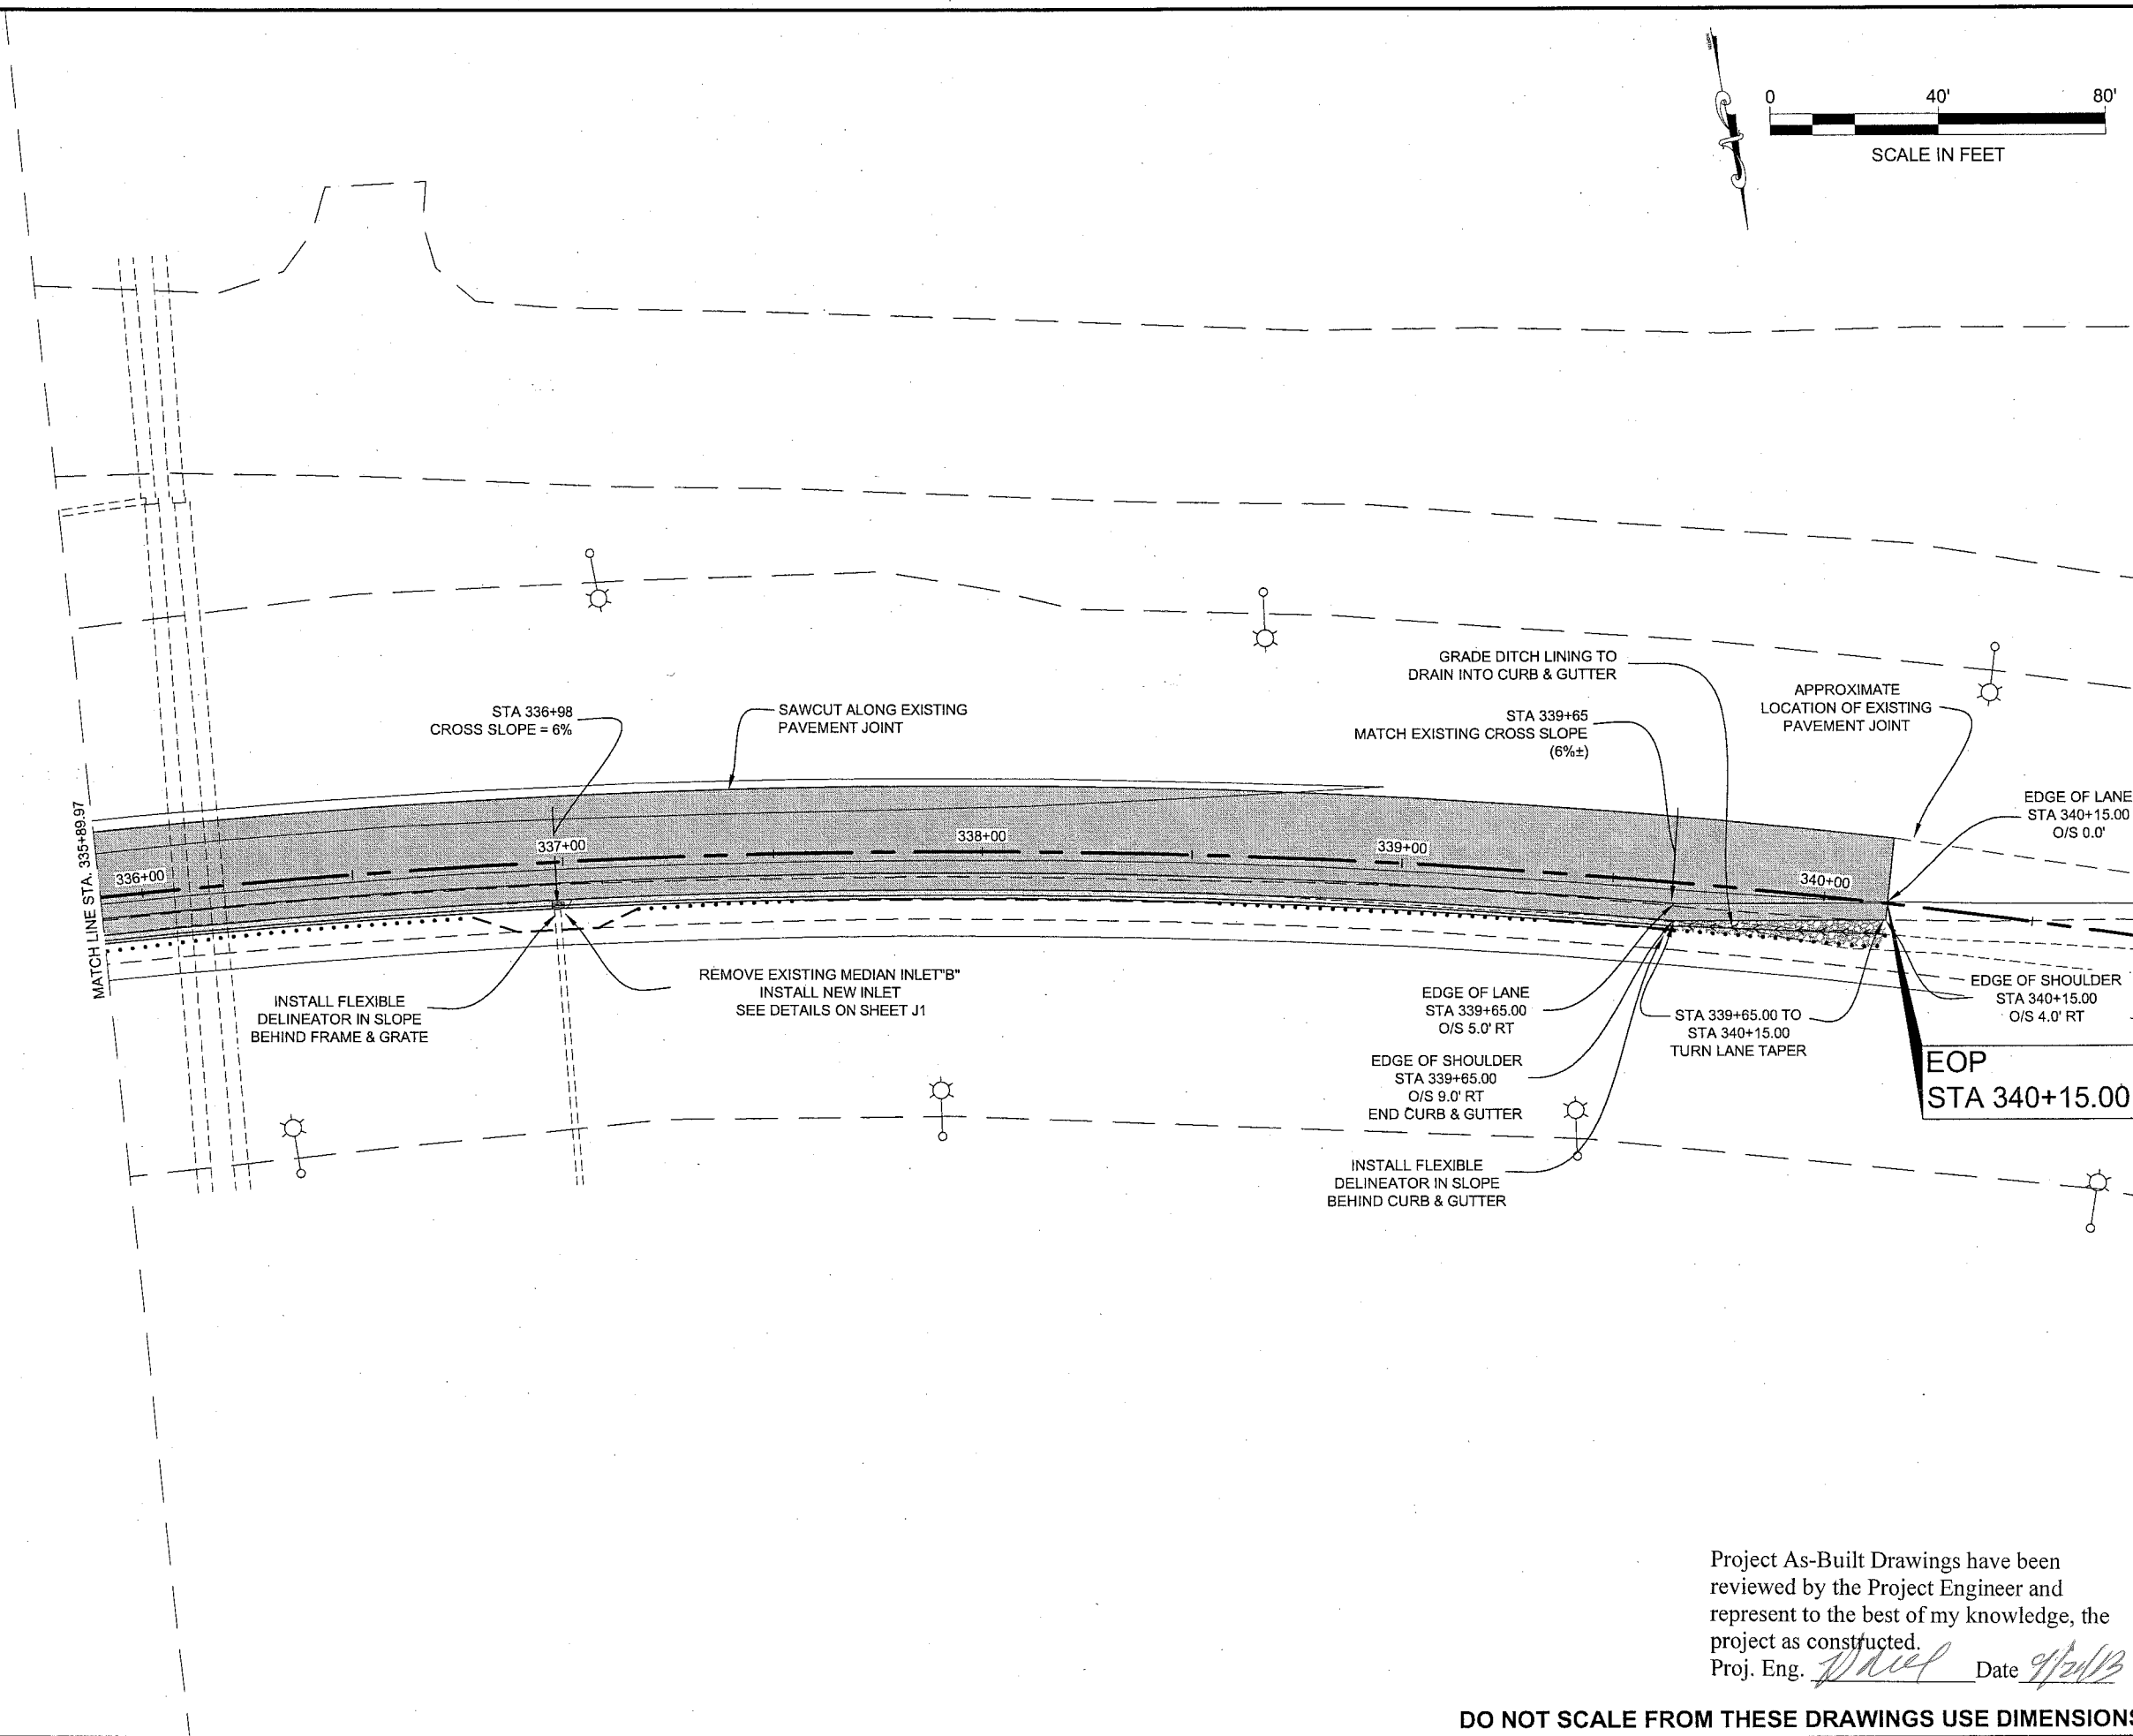 0 40' 80'
SCALE IN FEET
GRADE DITCH LINING TO
DRAIN INTO CURB & GUTTER
APPROXIMATE
LOCATION OF EXISTING
PAVEMENT JOINT
STA 336+98
CROSS SLOPE = 6%
SAWCUT ALONG EXISTING
PAVEMENT JOINT
STA 339+65
MATCH EXISTING CROSS SLOPE
(6%±)
EDGE OF LANE
STA 340+15.00
O/S 0.0'
MATCH LINE STA. 335+89.97
336+00
337+00
338+00
339+00
340+00
INSTALL FLEXIBLE
DELINEATOR IN SLOPE
BEHIND FRAME & GRATE
REMOVE EXISTING MEDIAN INLET"B"
INSTALL NEW INLET
SEE DETAILS ON SHEET J1
EDGE OF LANE
STA 339+65.00
O/S 5.0' RT
STA 339+65.00 TO
STA 340+15.00
TURN LANE TAPER
EDGE OF SHOULDER
STA 340+15.00
O/S 4.0' RT
EDGE OF SHOULDER
STA 339+65.00
O/S 9.0' RT
END CURB & GUTTER
EOP
STA 340+15.00
INSTALL FLEXIBLE
DELINEATOR IN SLOPE
BEHIND CURB & GUTTER
Project As-Built Drawings have been
reviewed by the Project Engineer and
represent to the best of my knowledge, the
project as constructed.
Proj. Eng. Date
DO NOT SCALE FROM THESE DRAWINGS USE DIMENSIONS